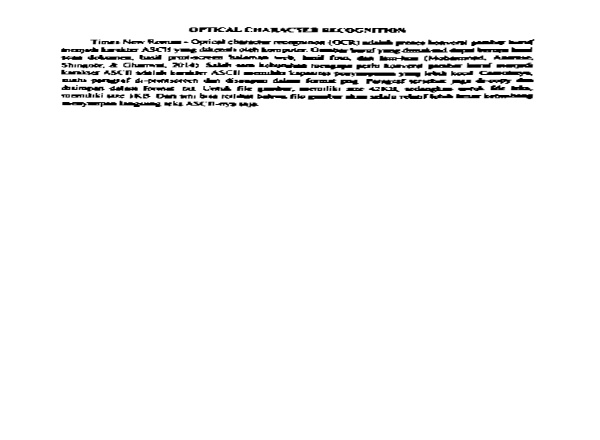 OPTICAL CHARACTER RECOGNITION
Times New Roman - Optical character recognition (OCR) adalah proses konversi gambar huruf
menjadi karakter ASCII yang dikenali oleh komputer. Gambar huruf yang dimaksud dapat berupa hasil
scan dokumen, hasil print-screen halaman web, hasil foto, dan lain-lain (Mohammad, Anarase,
Shingote, & Ghanwat, 2014). Salah satu kebutuhan mengapa perlu konversi gambar huruf menjadi
karakter ASCII adalah karakter ASCII memiliki kapasitas penyimpanan yang lebih kecil. Contohnya,
suatu paragraf di-printscreen dan disimpan dalam format png. Paragraf tersebut juga di-copy dan
disimpan dalam format txt. Untuk file gambar, memiliki size 42KB, sedangkan untuk file teks,
memiliki size 1KB. Dari sini bisa terlihat bahwa file gambar akan selalu relatif lebih besar ketimbang
menyimpan langsung teks ASCII-nya saja.